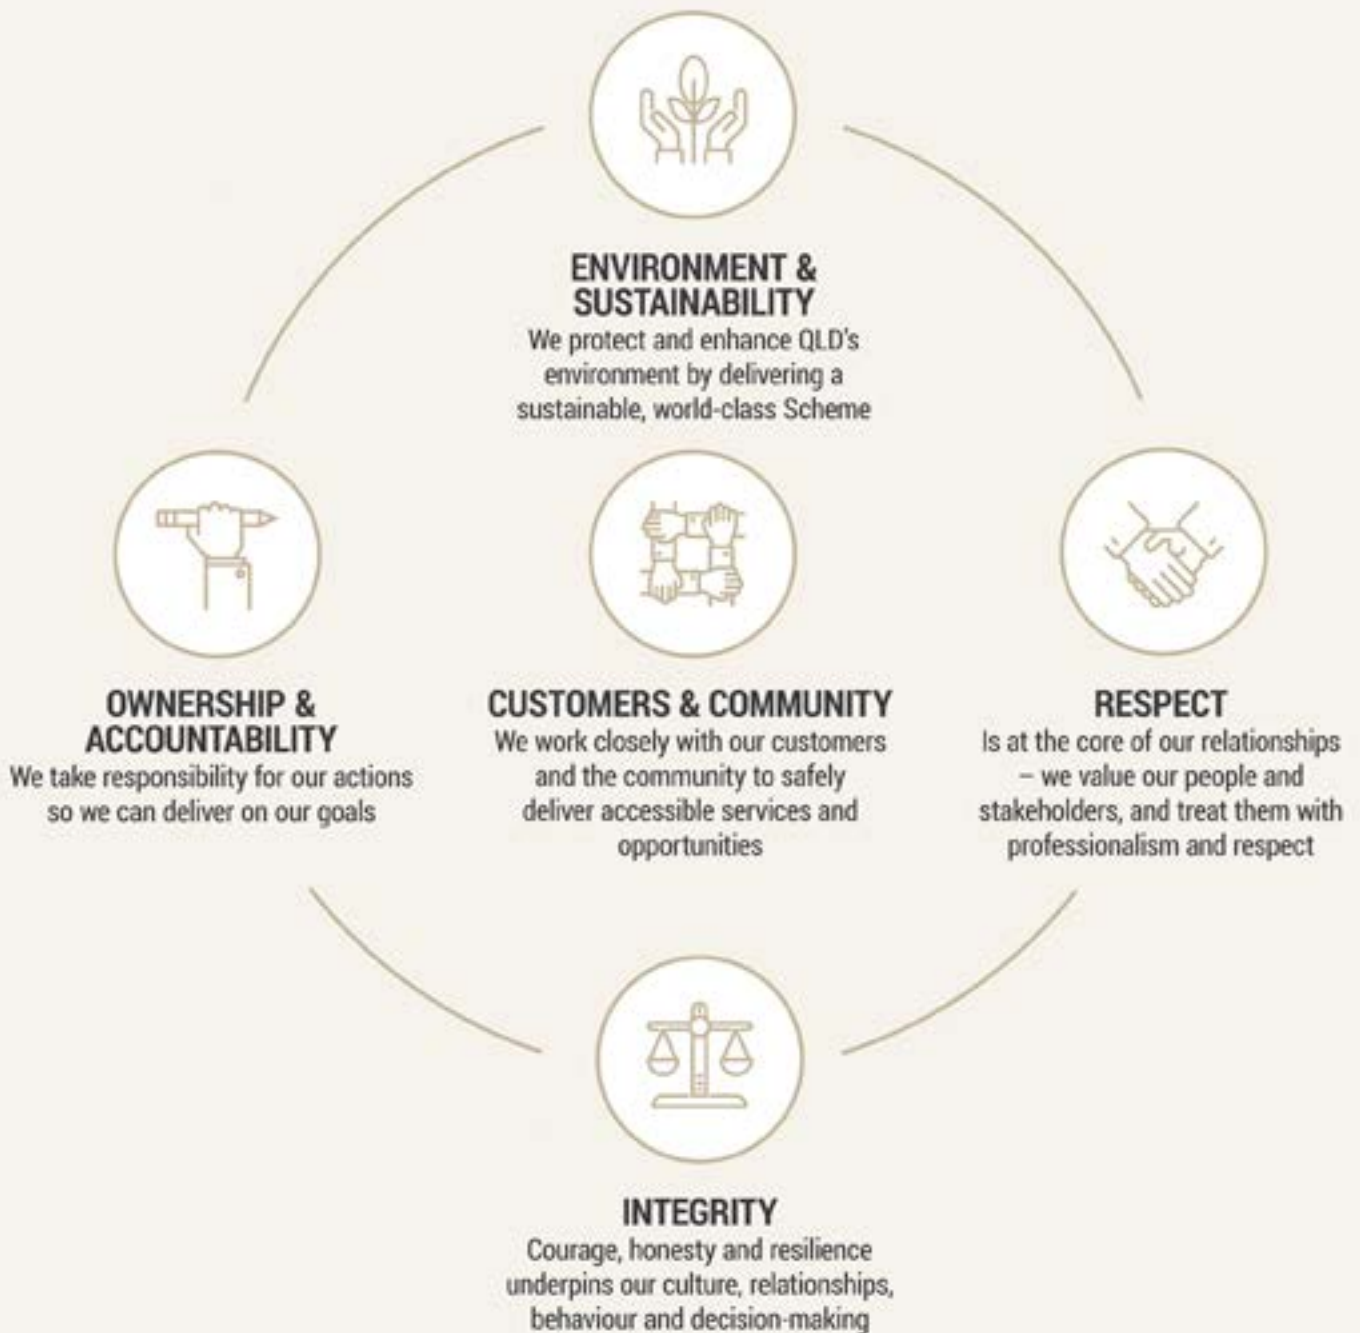 ENVIRONMENT &
SUSTAINABILITY
We protect and enhance QLD's
environment by delivering a
sustainable, world-class Scheme
OWNERSHIP &
ACCOUNTABILITY
We take responsibility for our actions
so we can deliver on our goals
CUSTOMERS & COMMUNITY
We work closely with our customers
and the community to safely
deliver accessible services and
opportunities
RESPECT
Is at the core of our relationships
– we value our people and
stakeholders, and treat them with
professionalism and respect
INTEGRITY
Courage, honesty and resilience
underpins our culture, relationships,
behaviour and decision-making